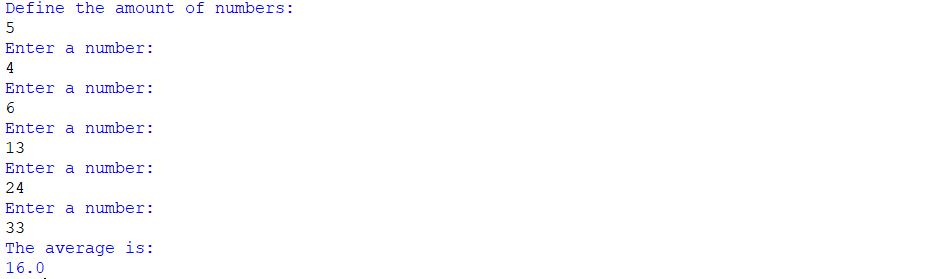 Define the amount of numbers:
5
Enter a number:
4
Enter a number:
6
Enter a number:
13
Enter a number:
24
Enter a number:
33
The average is:
16.0